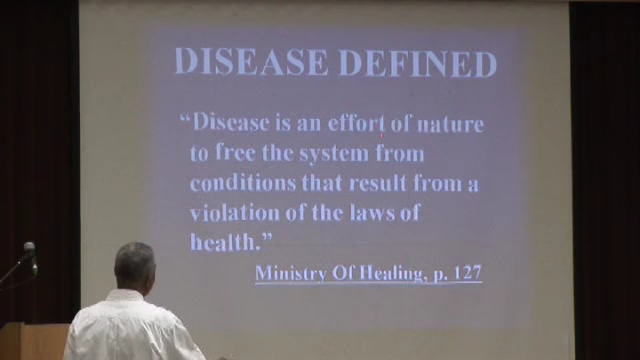 DISEASE DEFINED
“Disease is an effort of nature
to free the system from
conditions that result from a
violation of the laws of
health.”
Ministry Of Healing, p. 127